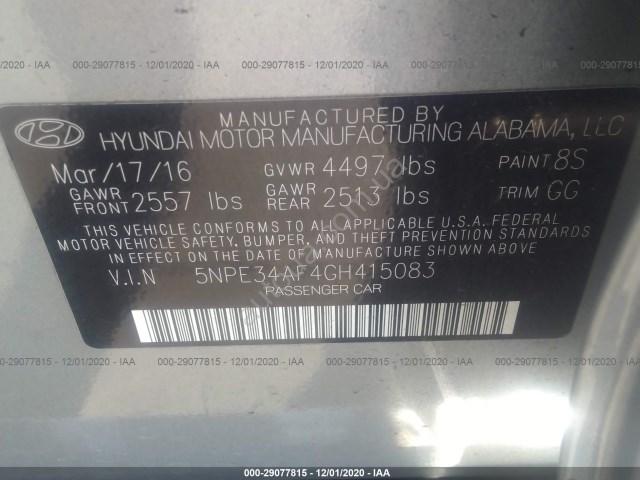 12/01/2020 - IAA 000-29077815 - 12/01/2020 - IAA 000-29077815 - 12/01/2020 - IAA 000-29077815 - 12/01/2020 - IAA
MANUFACTURED BY
HYUNDAI MOTOR MANUFACTURING ALABAMA, LLC
Mar/17/16 GVWR 4497 lbs PAINT 8S
GAWR FRONT 2557 lbs GAWR REAR 2513 lbs TRIM GG
THIS VEHICLE CONFORMS TO ALL APPLICABLE U.S.A. FEDERAL
MOTOR VEHICLE SAFETY, BUMPER, AND THEFT PREVENTION STANDARDS
IN EFFECT ON THE DATE OF MANUFACTURE SHOWN ABOVE.
V.I.N 5NPE34AF4GH415083
PASSENGER CAR
12/01/2020 - IAA 000-29077815 - 12/01/2020 - IAA 000-29077815 - 12/01/2020 - IAA 000-29077815 - 12/01/2020 - IAA
000-29077815 - 12/01/2020 - IAA